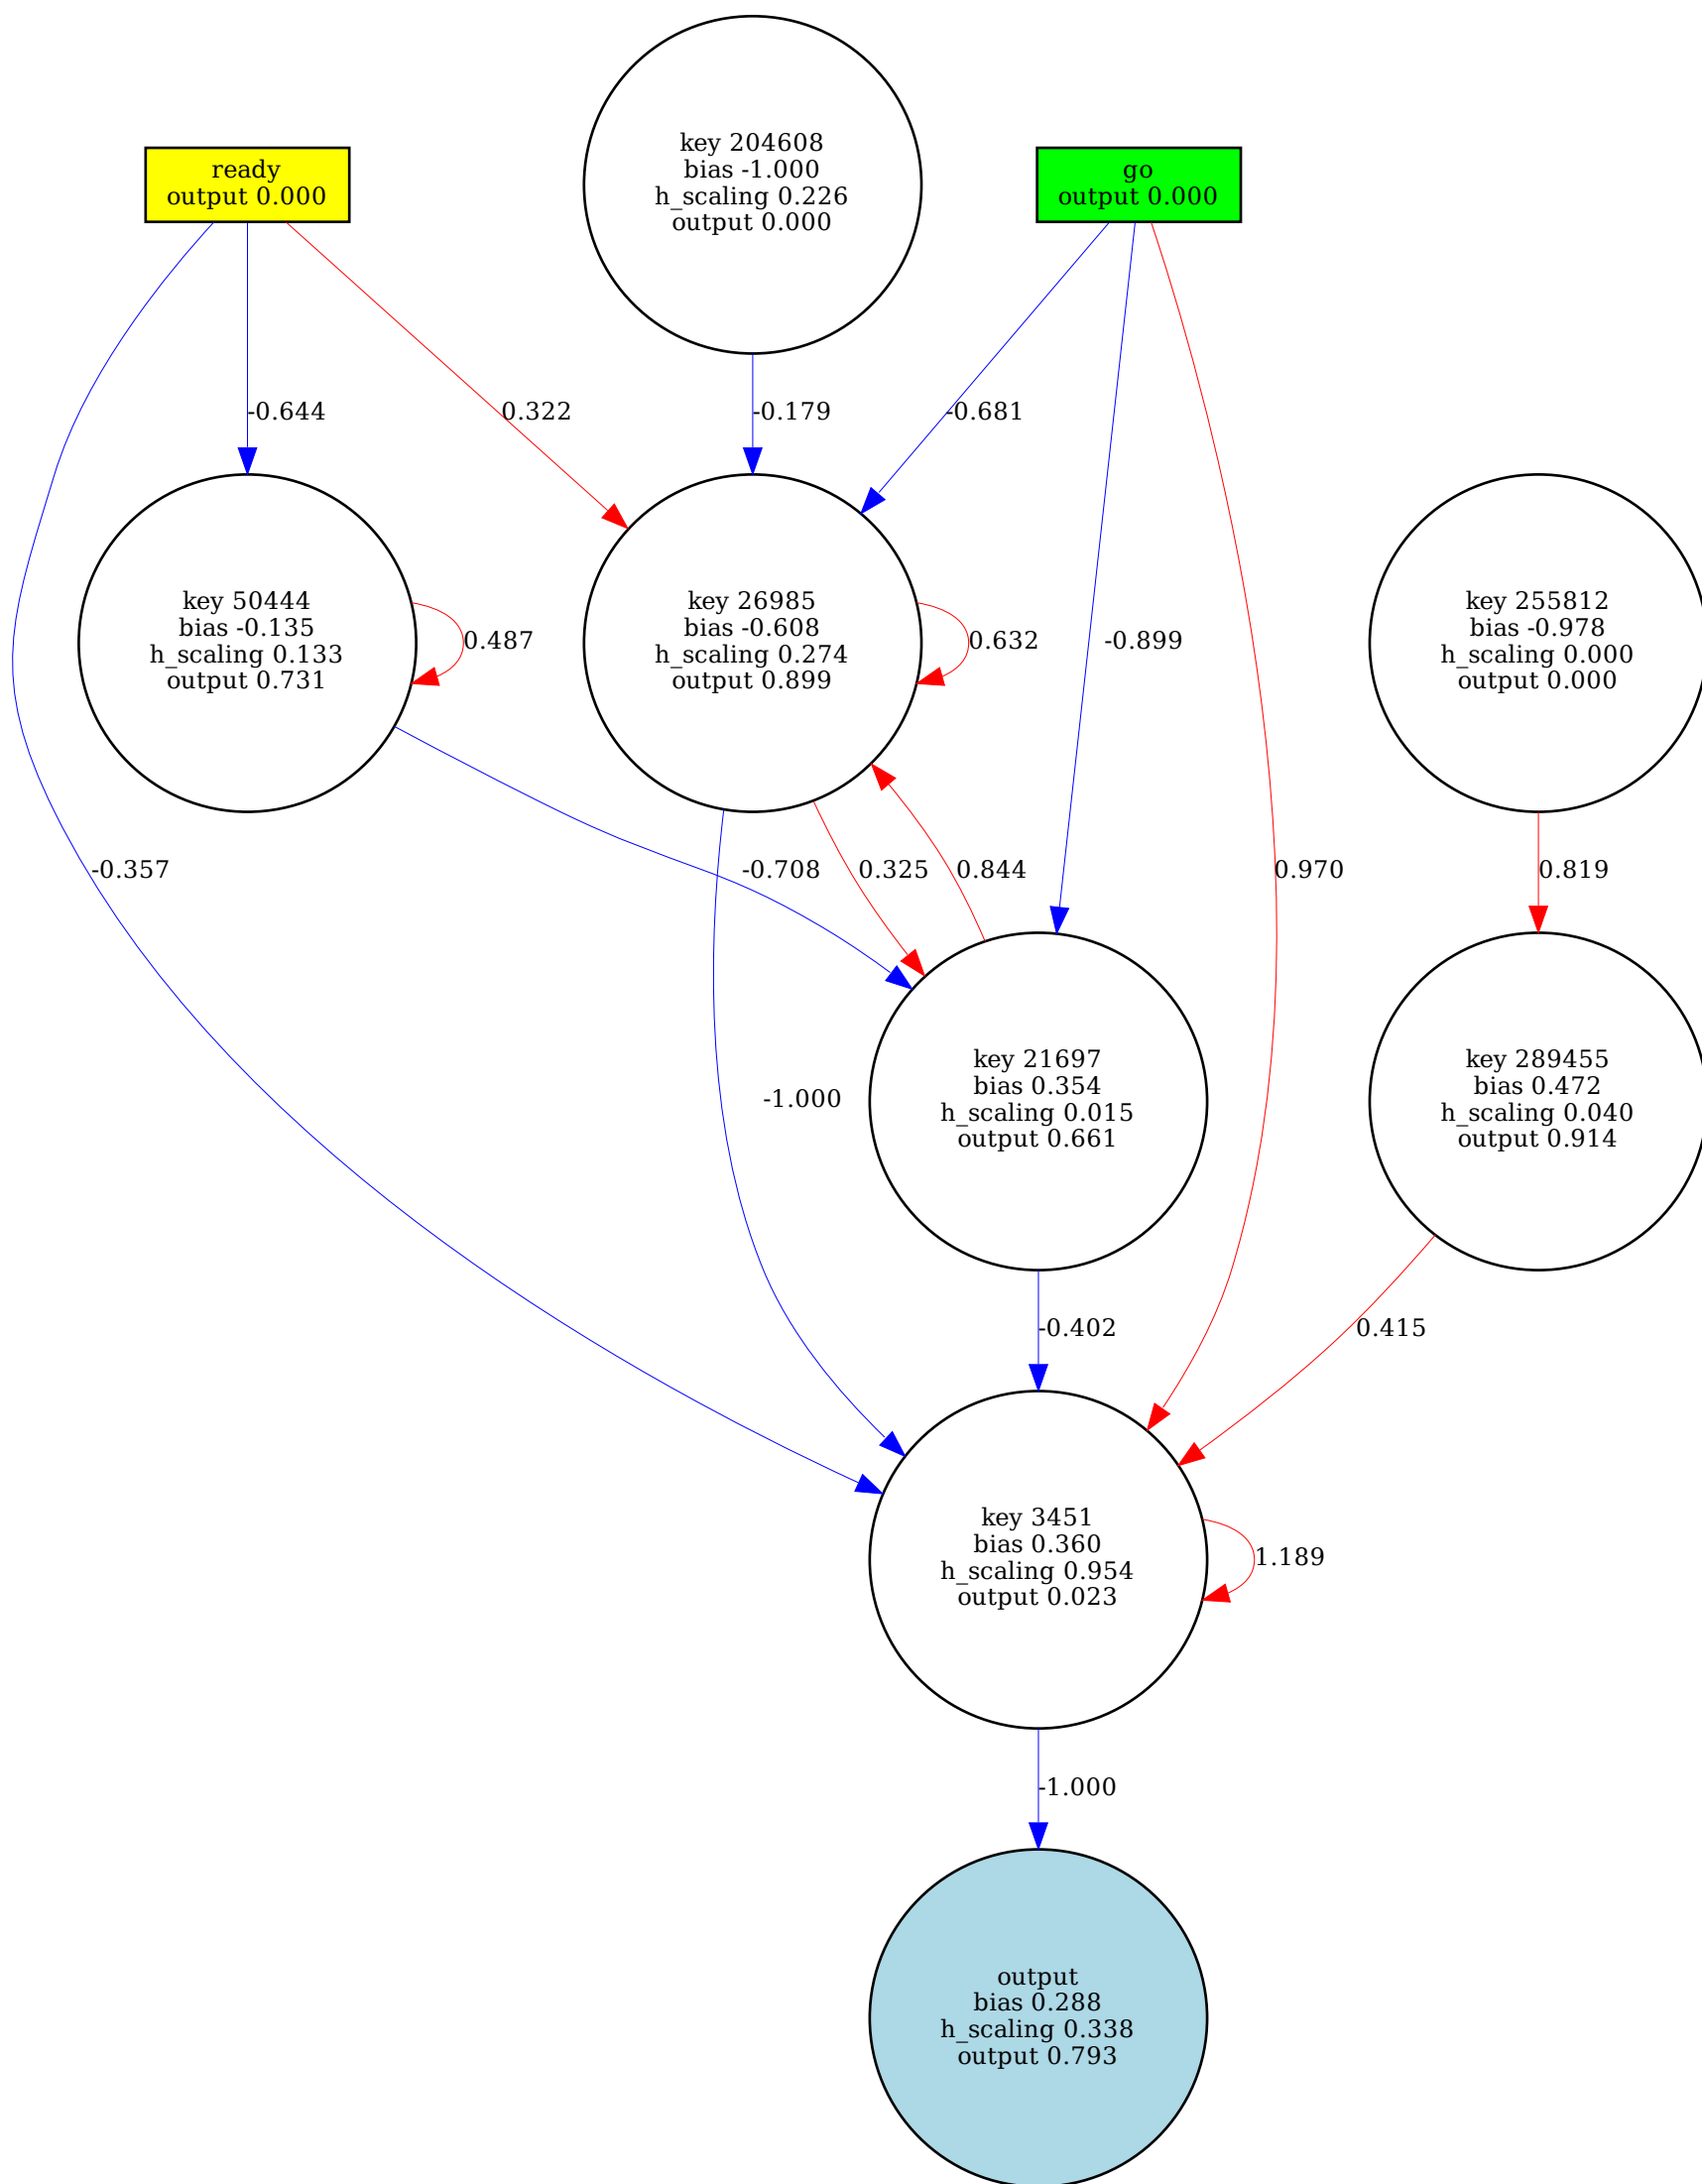 key 204608
bias -1.000
h_scaling 0.226
output 0.000
ready
output 0.000
go
output 0.000
-0.644
0.322
-0.179
-0.681
key 50444
bias -0.135
h_scaling 0.133
output 0.731
0.487
key 26985
bias -0.608
h_scaling 0.274
output 0.899
0.632
-0.899
key 255812
bias -0.978
h_scaling 0.000
output 0.000
-0.357
-0.708
0.325
0.844
0.970
0.819
-1.000
key 21697
bias 0.354
h_scaling 0.015
output 0.661
key 289455
bias 0.472
h_scaling 0.040
output 0.914
-0.402
0.415
key 3451
bias 0.360
h_scaling 0.954
output 0.023
1.189
-1.000
output
bias 0.288
h_scaling 0.338
output 0.793